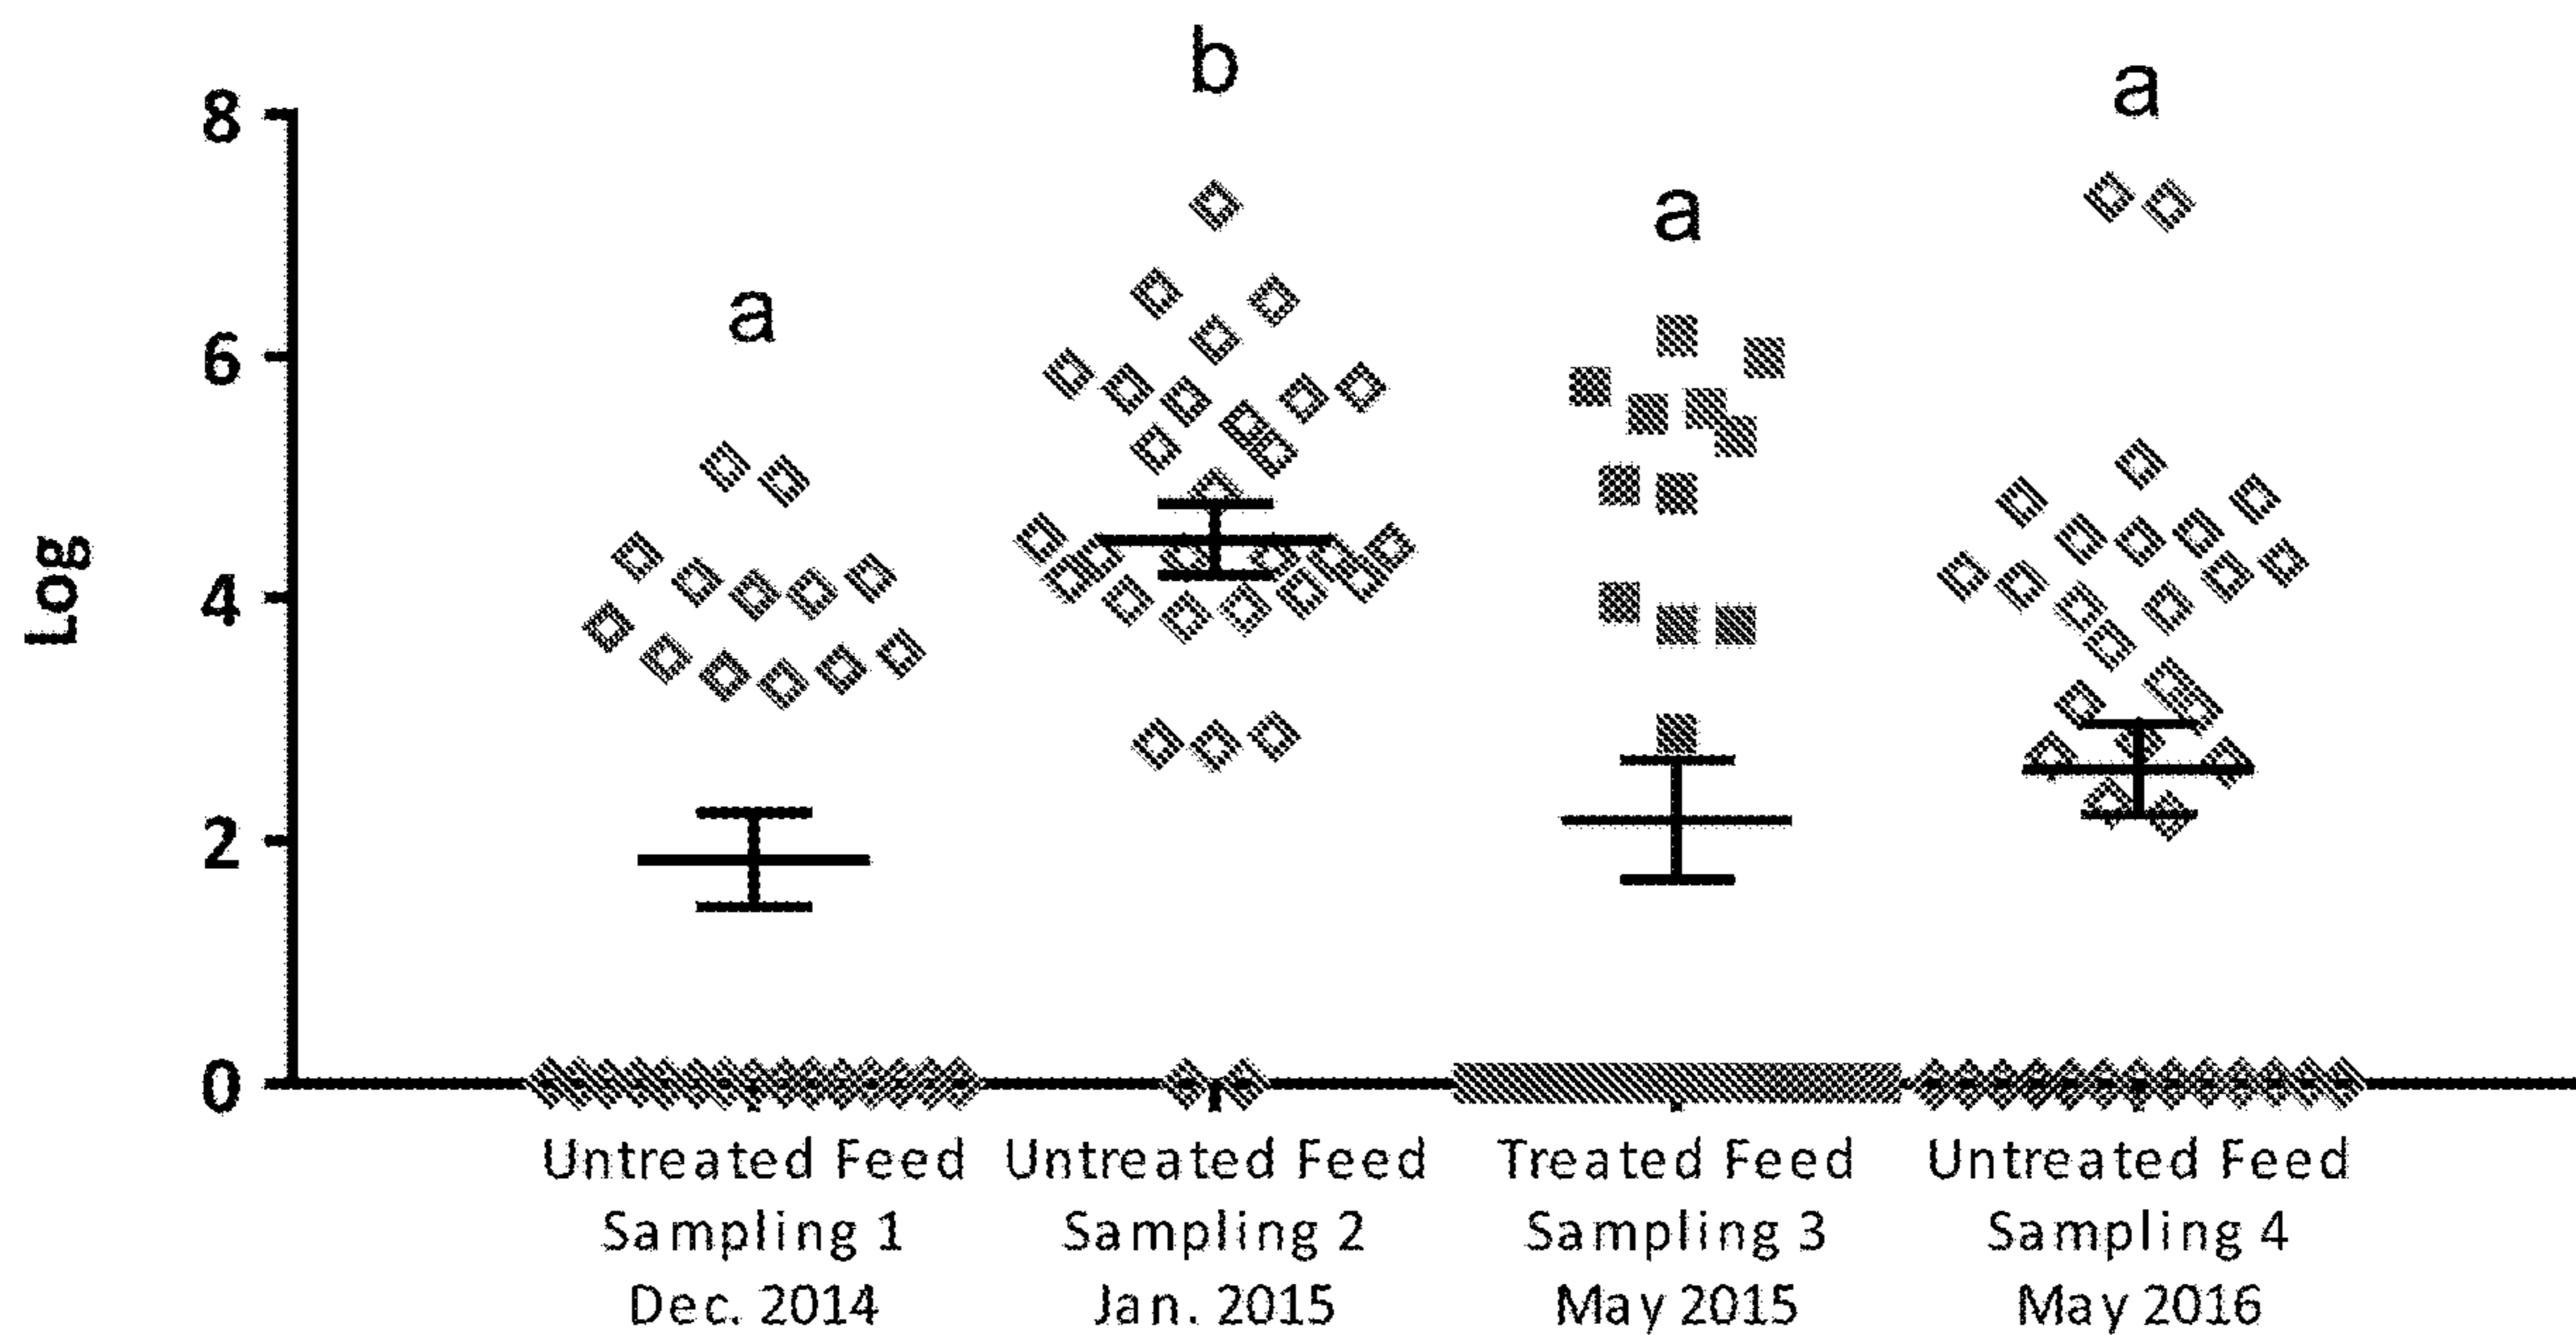 b
a
a
a
8
6
4
2
0
Log
Untreated Feed
Sampling 1
Dec. 2014
Untreated Feed
Sampling 2
Jan. 2015
Treated Feed
Sampling 3
May 2015
Untreated Feed
Sampling 4
May 2016